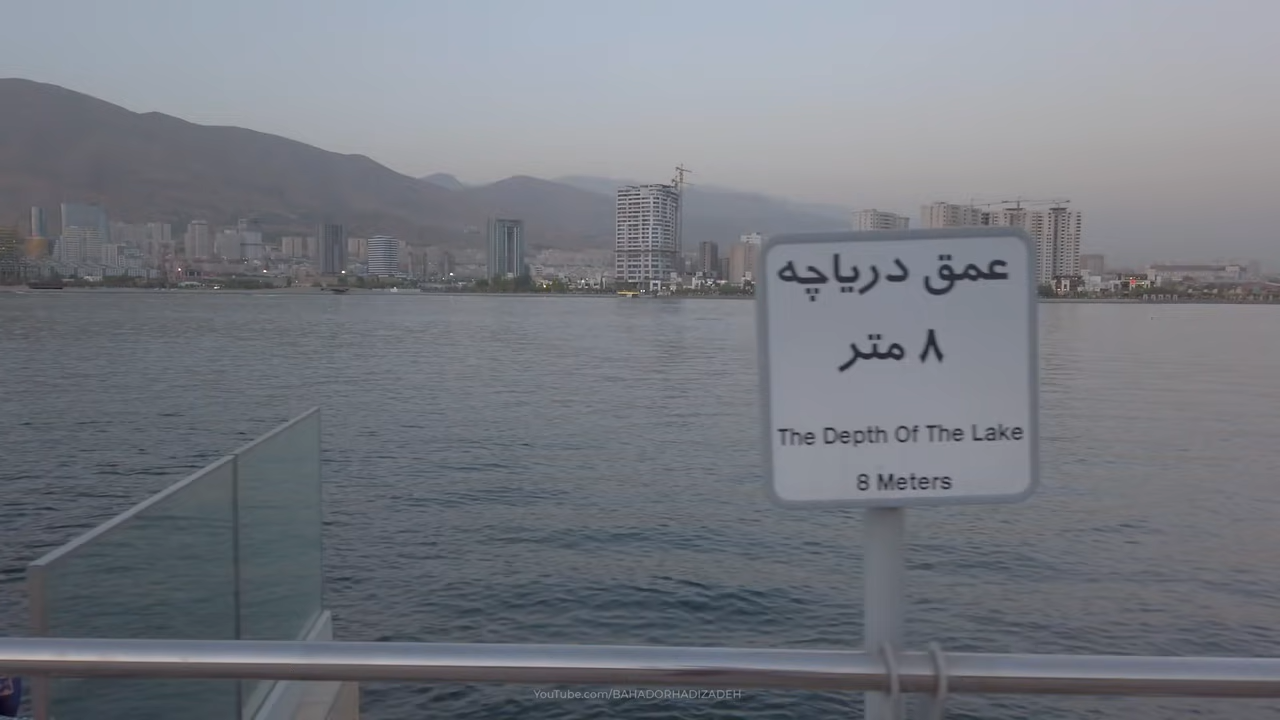 عمق دریاچه
۸ متر
The Depth Of The Lake
8 Meters
YouTube.com/BAHADORHADIZADEH